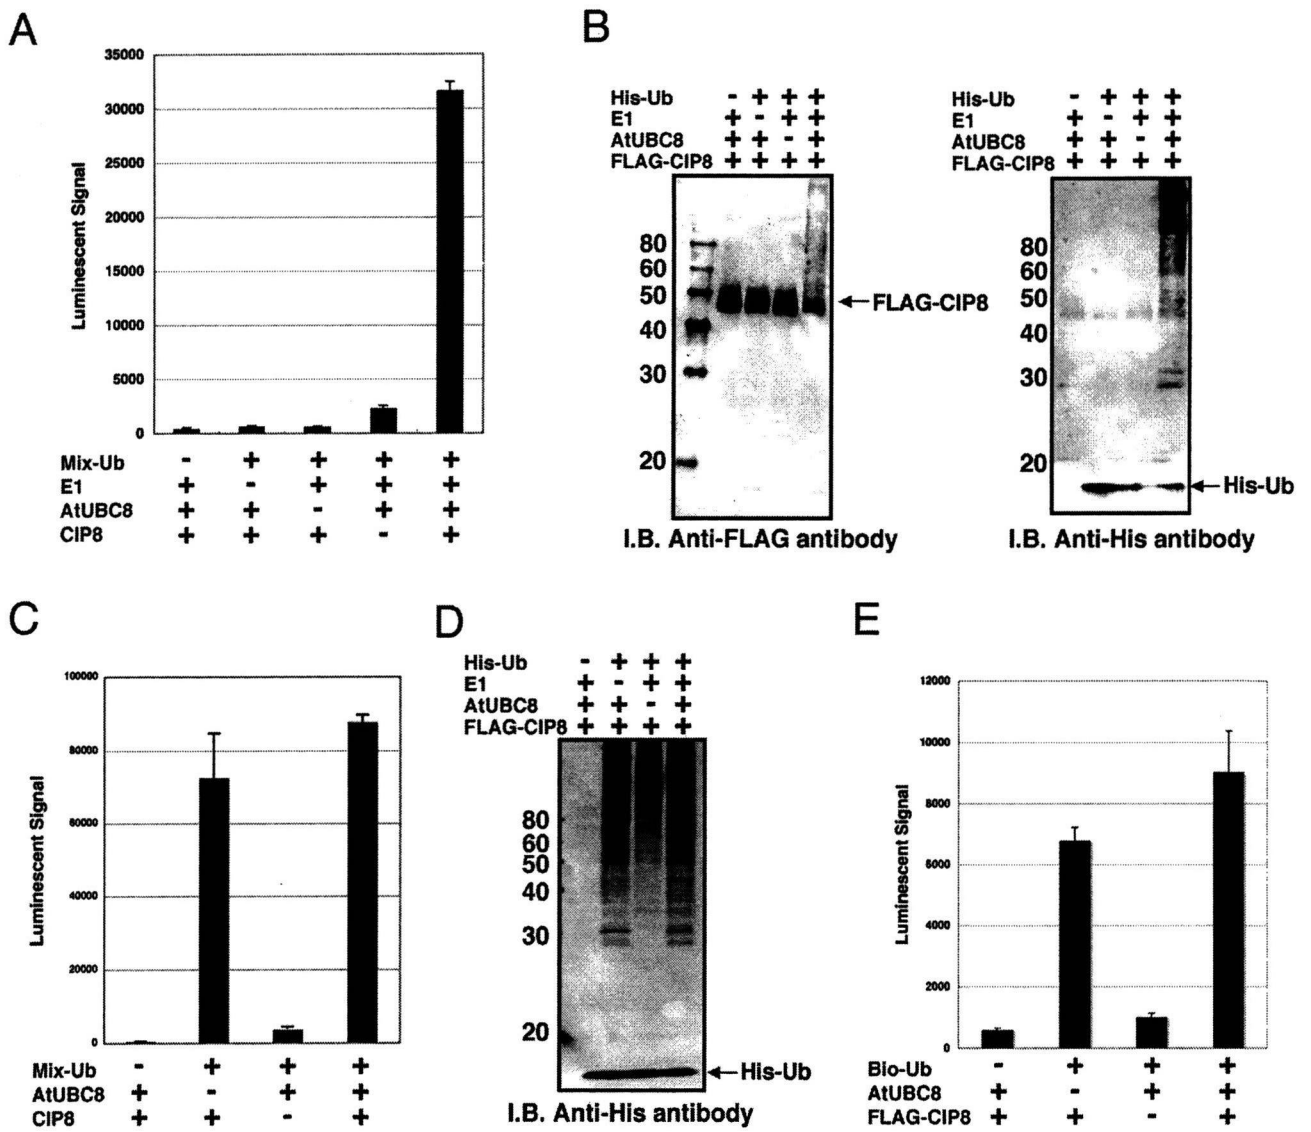 A
35000
30000
25000
20000
15000
10000
5000
0
Luminescent Signal
Mix-Ub - + + + +
E1 + - + + +
AtUBC8 + + - + +
CIP8 + + + - +
B
His-Ub - + + +
E1 + - + +
AtUBC8 + + - +
FLAG-CIP8 + + + +
80
60
50
40
30
20
FLAG-CIP8
I.B. Anti-FLAG antibody
His-Ub - + + +
E1 + - + +
AtUBC8 + + - +
FLAG-CIP8 + + + +
80
60
50
40
30
20
His-Ub
I.B. Anti-His antibody
C
100000
80000
60000
40000
20000
0
Luminescent Signal
Mix-Ub - + + +
AtUBC8 + - + +
CIP8 + + - +
D
His-Ub - + + +
E1 + - + +
AtUBC8 + + - +
FLAG-CIP8 + + + +
80
60
50
40
30
20
His-Ub
I.B. Anti-His antibody
E
12000
10000
8000
6000
4000
2000
0
Luminescent Signal
Bio-Ub - + + +
AtUBC8 + - + +
FLAG-CIP8 + + - +